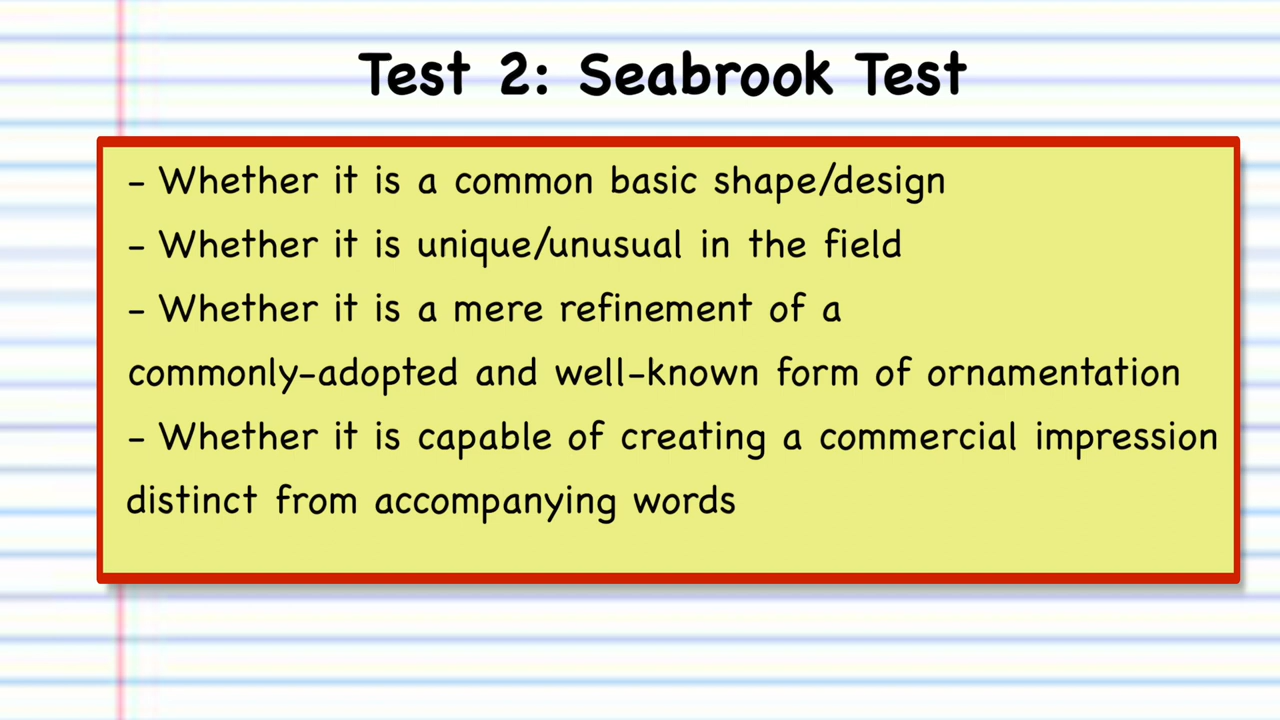 Test 2: Seabrook Test
- Whether it is a common basic shape/design
- Whether it is unique/unusual in the field
- Whether it is a mere refinement of a
commonly-adopted and well-known form of ornamentation
- Whether it is capable of creating a commercial impression
distinct from accompanying words